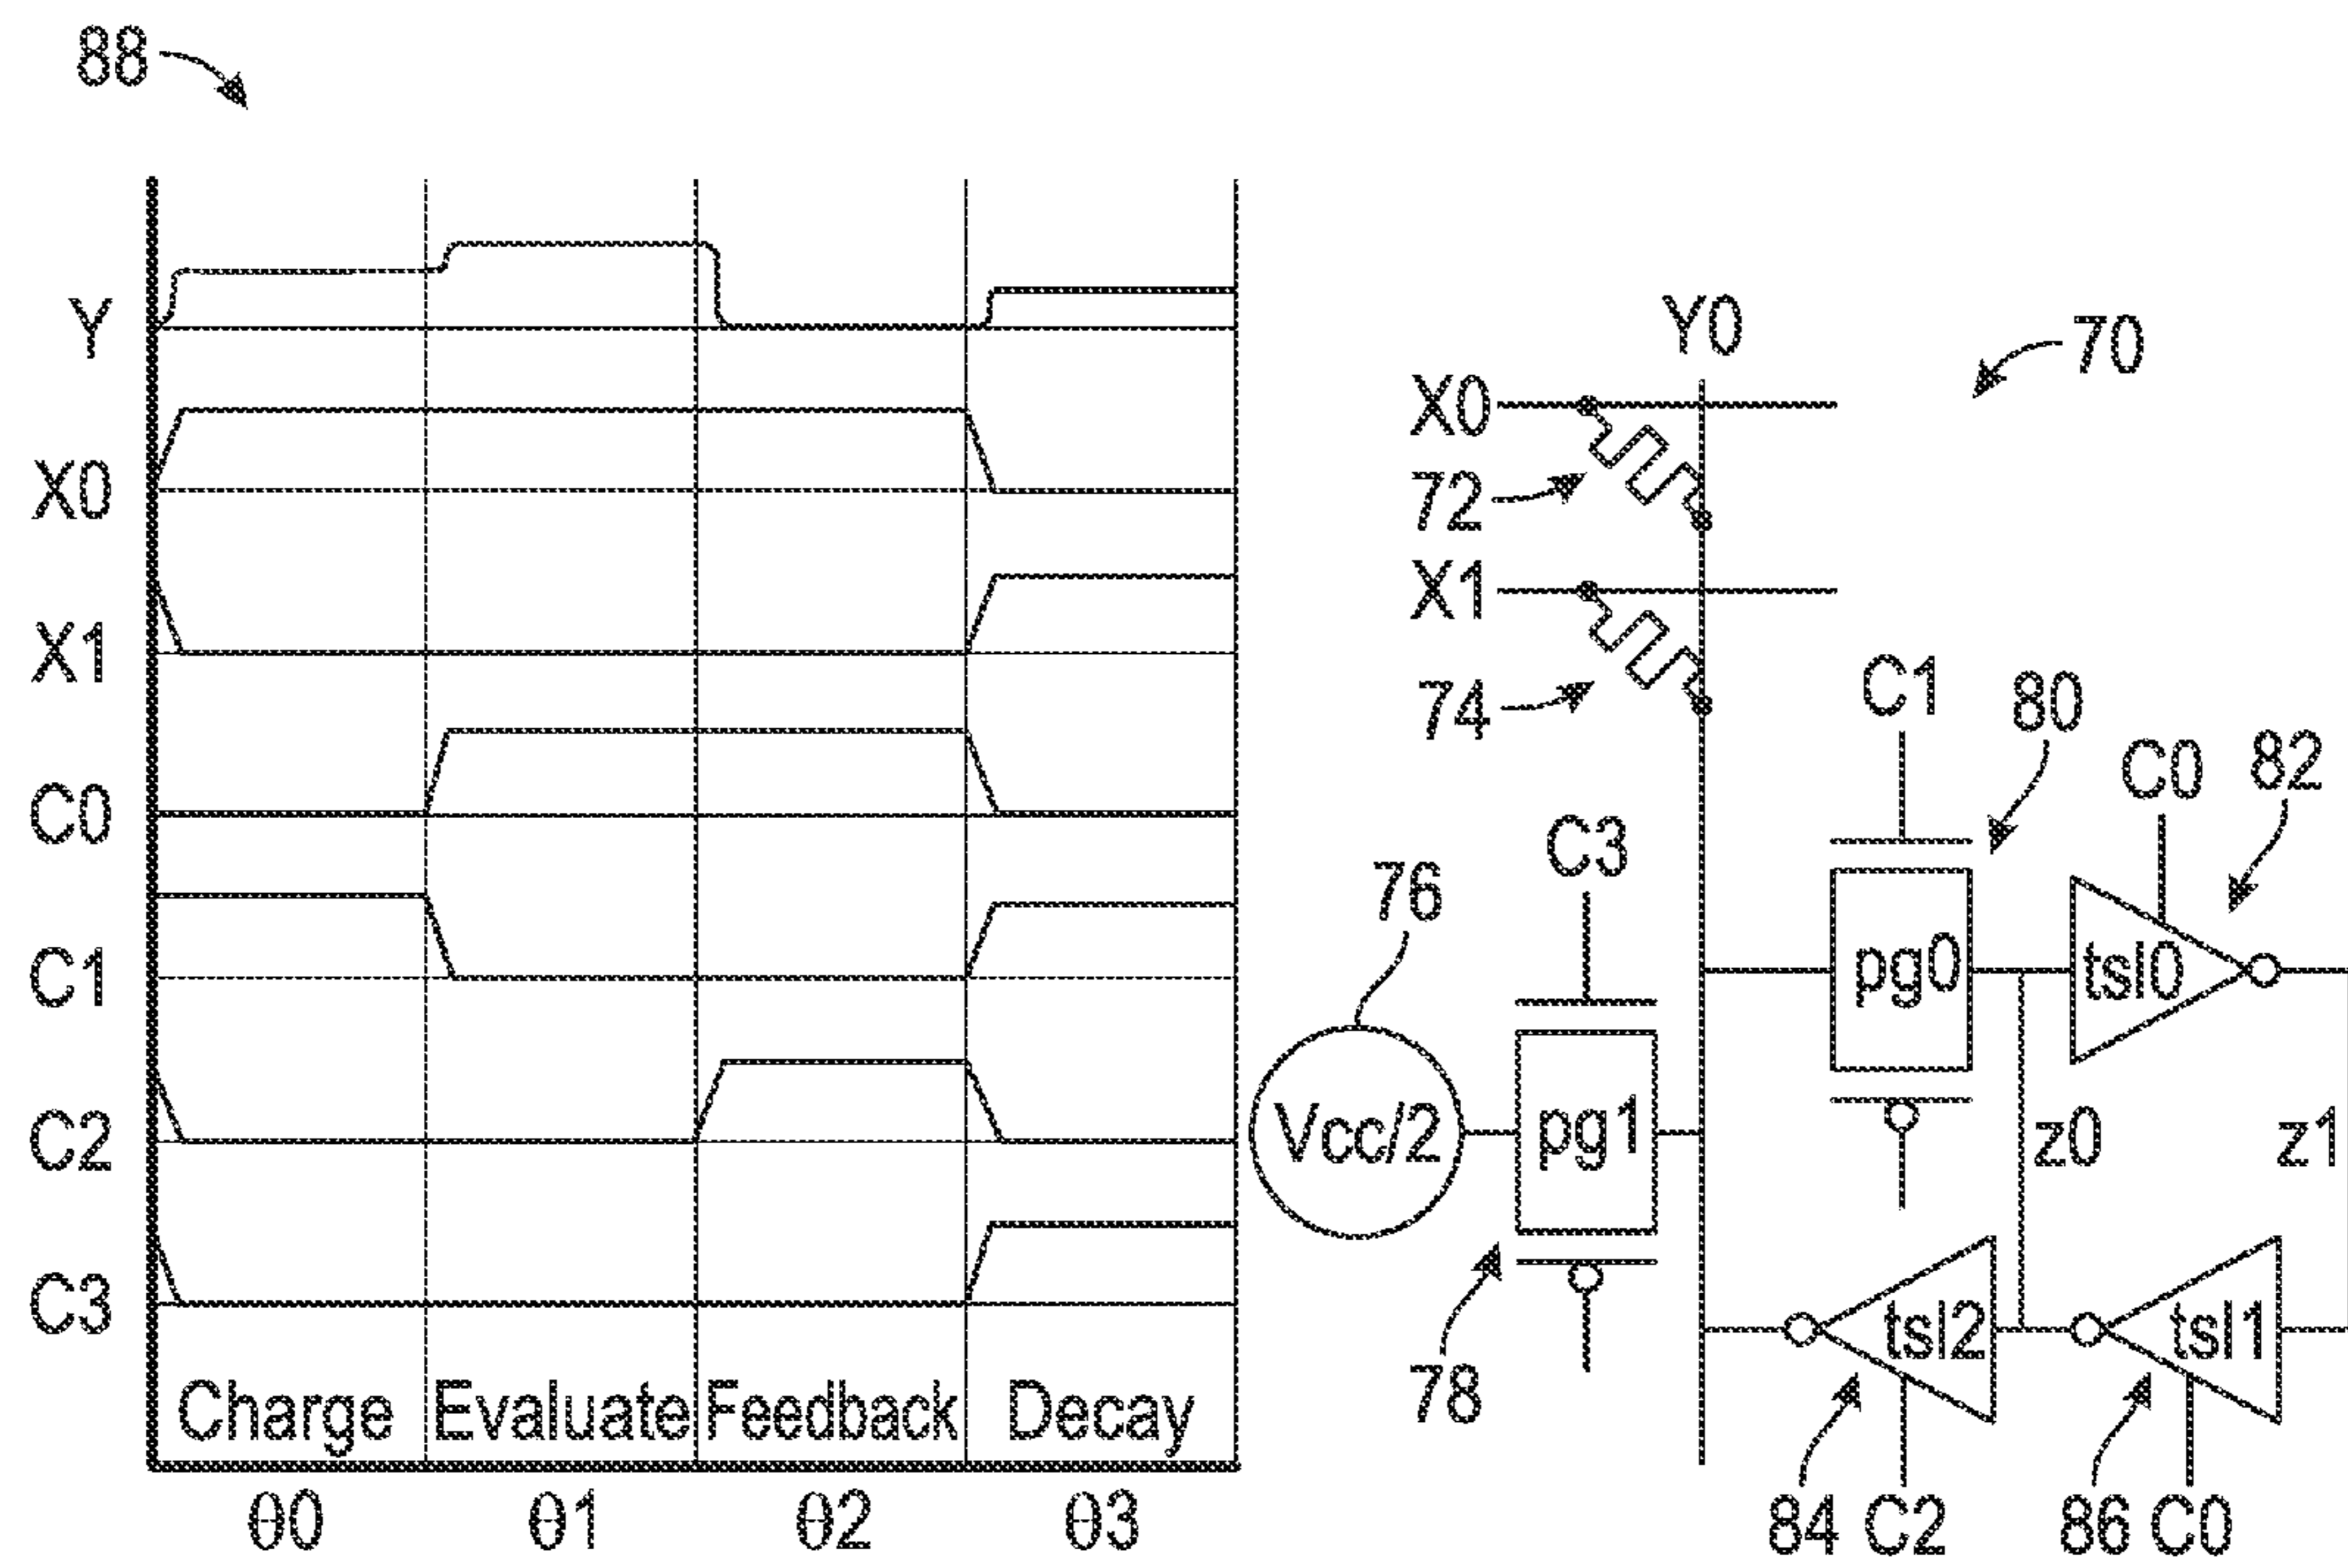 88
Y
X0
X1
C0
C1
C2
C3
Charge Evaluate Feedback Decay
θ0 θ1 θ2 θ3
Y0
70
X0
72
X1
74
C1
80
C0
82
C3
76
pg0
tsl0
Vcc/2
pg1
z0
z1
tsl2
tsl1
78
84 C2
86 C0